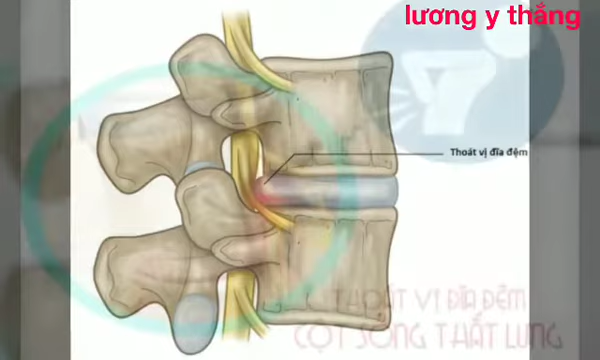 lương y thắng
Thoát vị đĩa đệm
THOÁT VỊ ĐĨA ĐỆM
CỘT SỐNG THẮT LƯNG